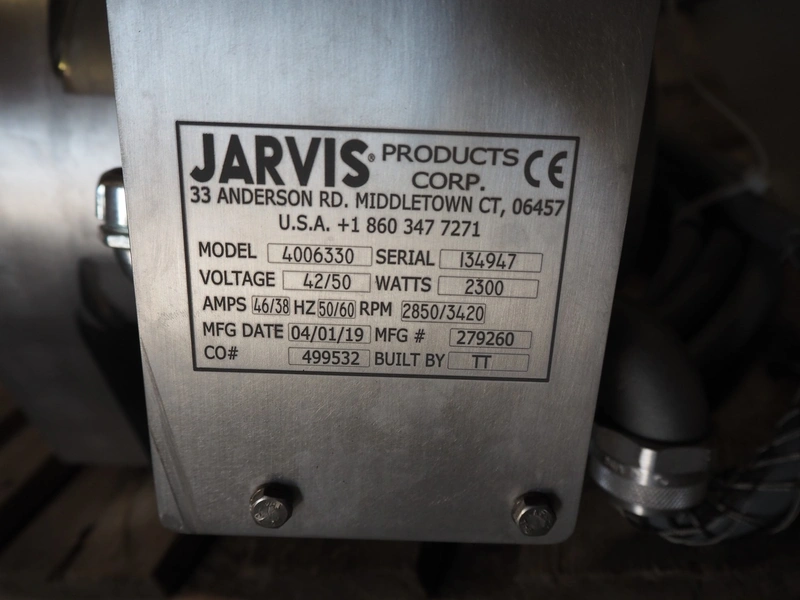 JARVIS® PRODUCTS CORP. CE
33 ANDERSON RD. MIDDLETOWN CT, 06457
U.S.A. +1 860 347 7271
MODEL 4006330 SERIAL I34947
VOLTAGE 42/50 WATTS 2300
AMPS 46/38 HZ 50/60 RPM 2850/3420
MFG DATE 04/01/19 MFG # 279260
CO# 499532 BUILT BY TT